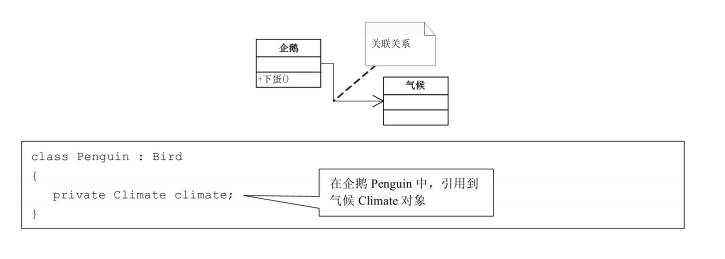 企鹅
+下蛋()
关联关系
气候
class Penguin : Bird
{
private Climate climate;
}
在企鹅 Penguin 中，引用到
气候 Climate 对象